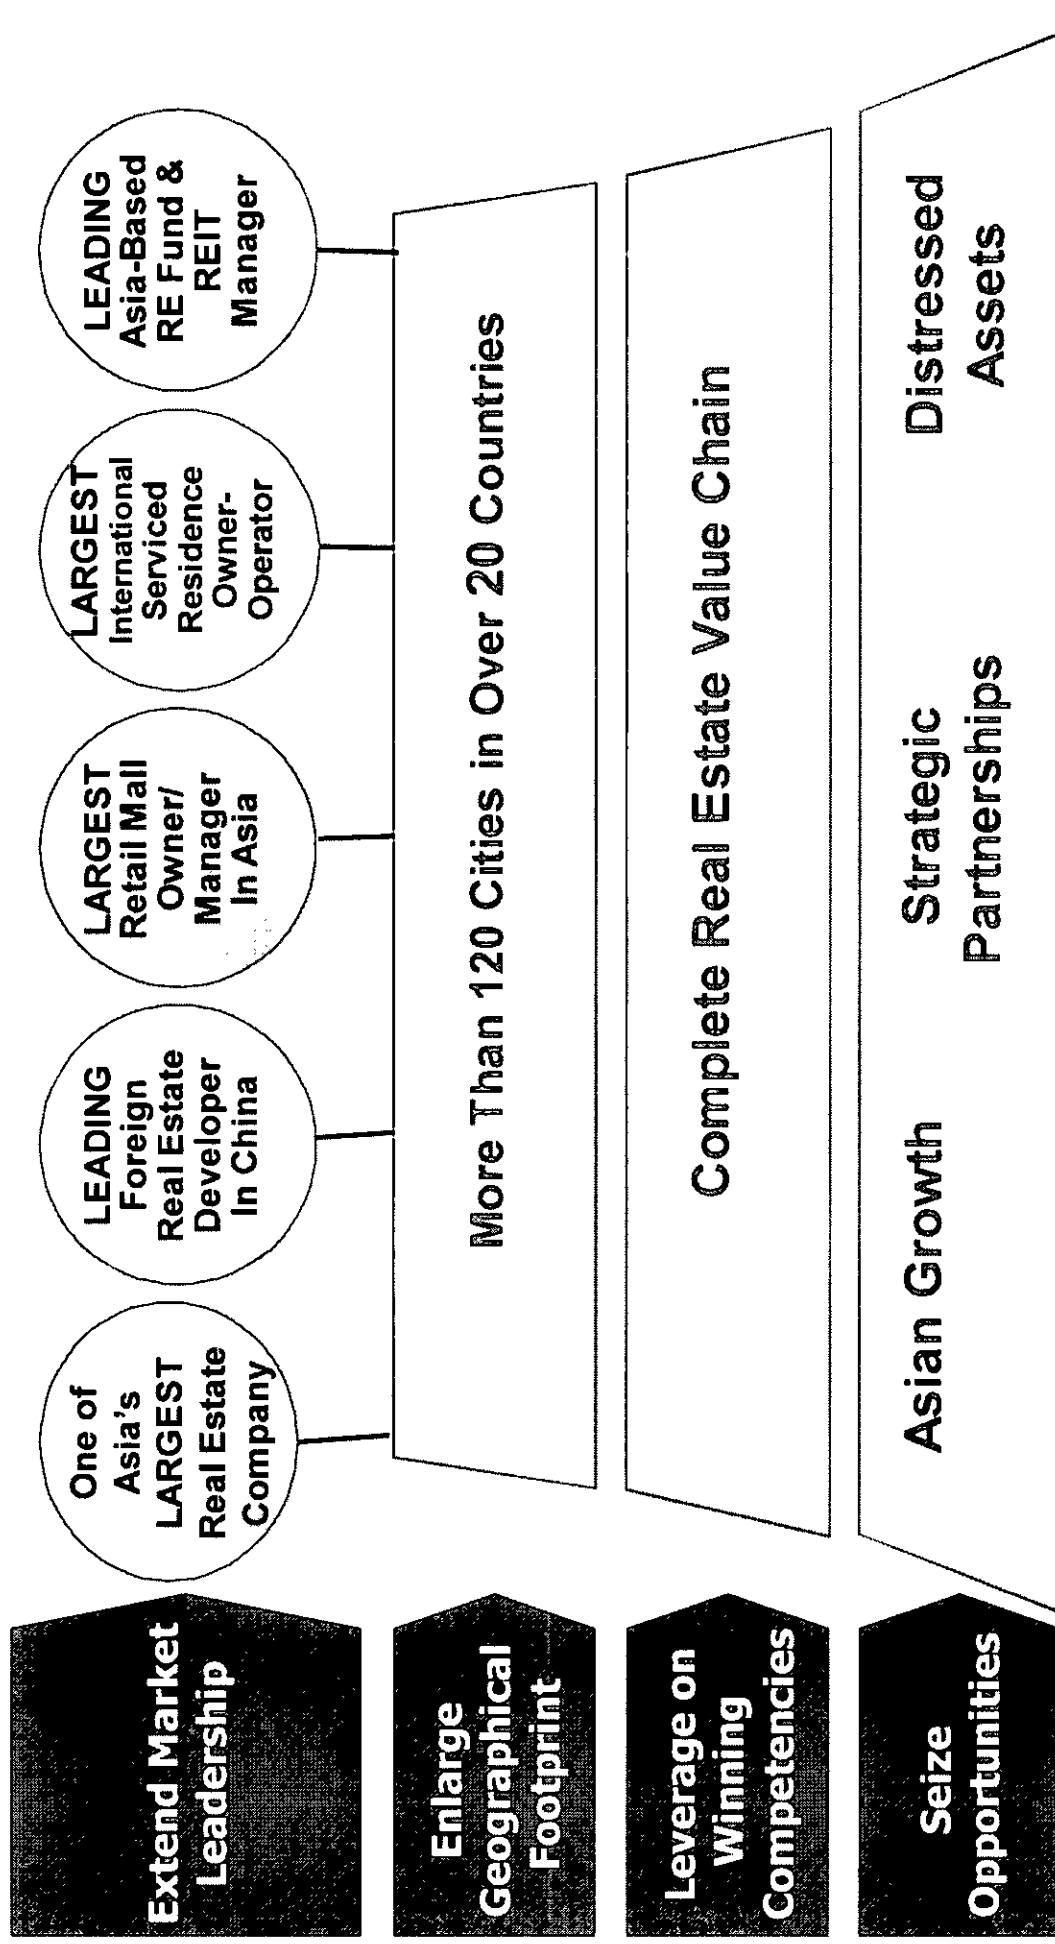 Extend Market
Leadership
One of
Asia's
LARGEST
Real Estate
Company
LEADING
Foreign
Real Estate
Developer
In China
LARGEST
Retail Mall
Owner/
Manager
In Asia
LARGEST
International
Serviced
Residence
Owner-
Operator
LEADING
Asia-Based
RE Fund &
REIT
Manager
Enlarge
Geographical
Footprint
More Than 120 Cities in Over 20 Countries
Leverage on
Winning
Competencies
Complete Real Estate Value Chain
Seize
Opportunities
Asian Growth
Strategic
Partnerships
Distressed
Assets